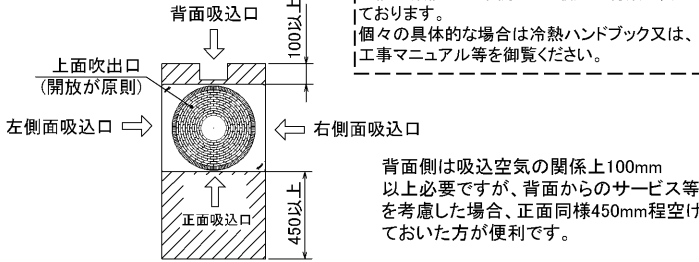 背面吸込口
100以上
ております。
個々の具体的な場合は冷熱ハンドブック又は、
工事マニュアル等を御覧ください。
上面吹出口
(開放が原則)
左側面吸込口
右側面吸込口
正面吸込口
450以上
背面側は吸込空気の関係上100mm
以上必要ですが、背面からのサービス等
を考慮した場合、正面同様450mm程空け
ておいた方が便利です。